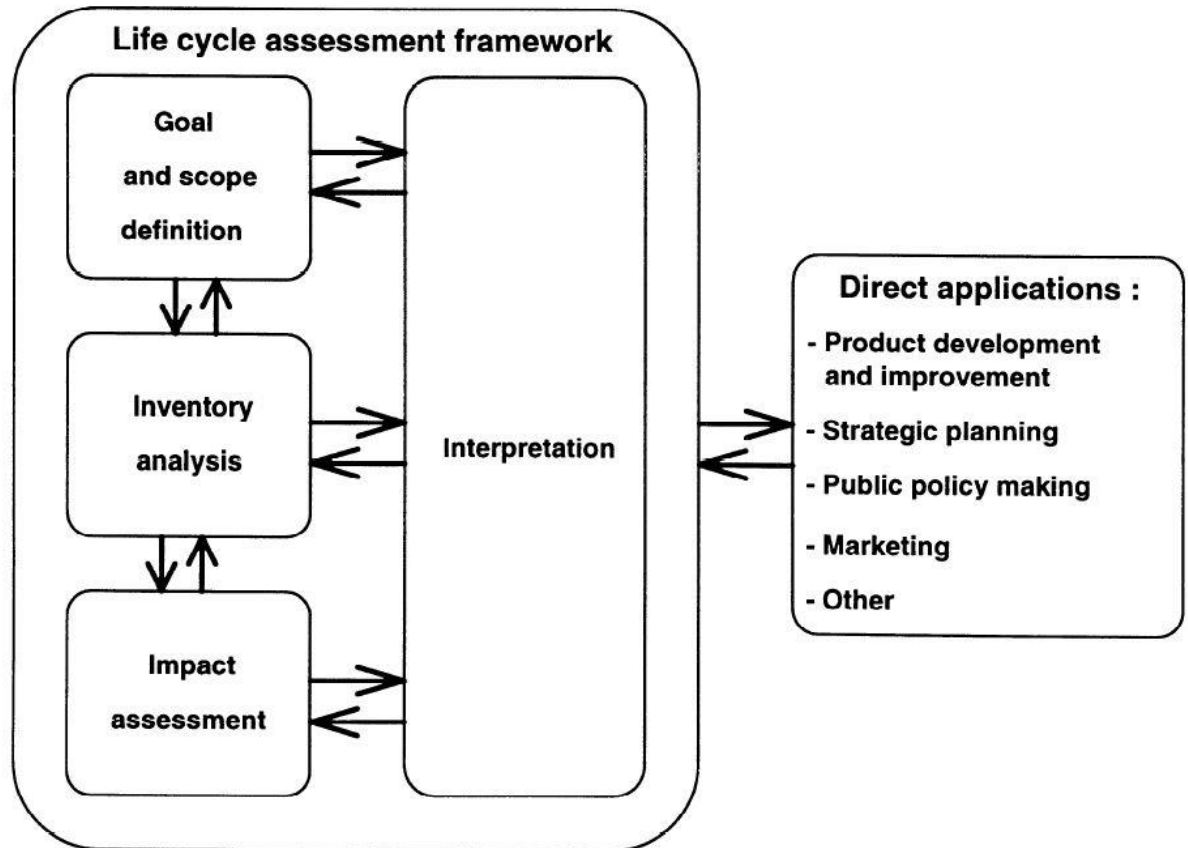 Life cycle assessment framework
Goal
and scope
definition
Inventory
analysis
Impact
assessment
Interpretation
Direct applications :
- Product development
and improvement
- Strategic planning
- Public policy making
- Marketing
- Other